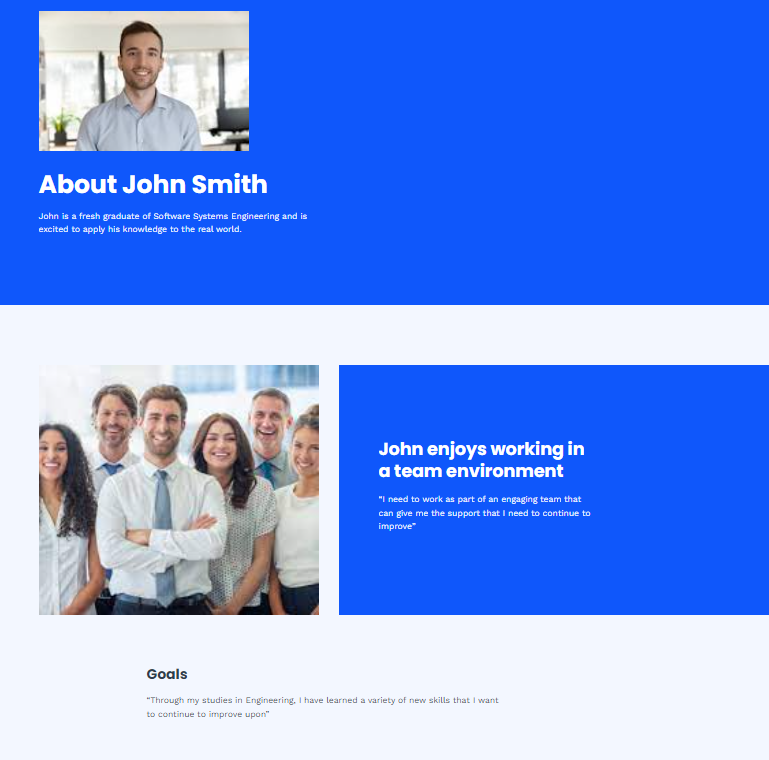 About John Smith
John is a fresh graduate of Software Systems Engineering and is
excited to apply his knowledge to the real world.
John enjoys working in
a team environment
“I need to work as part of an engaging team that
can give me the support that I need to continue to
improve”
Goals
“Through my studies in Engineering, I have learned a variety of new skills that I want
to continue to improve upon”